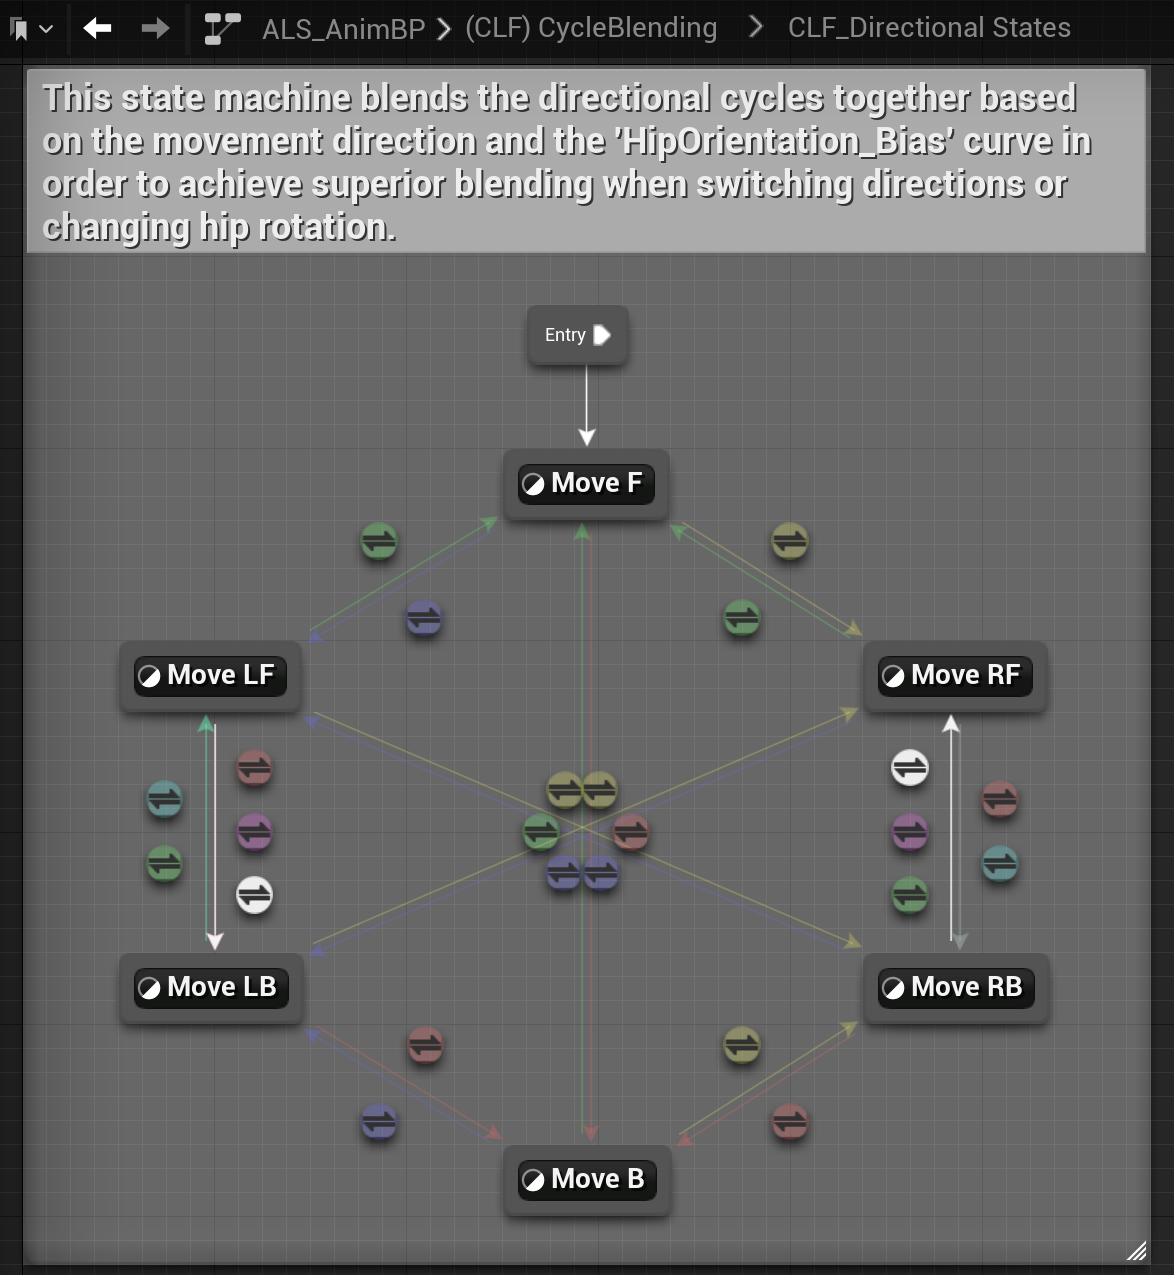 ALS_AnimBP > (CLF) CycleBlending > CLF_Directional States
This state machine blends the directional cycles together based
on the movement direction and the 'HipOrientation_Bias' curve in
order to achieve superior blending when switching directions or
changing hip rotation.
Entry
Move F
Move LF
Move RF
Move LB
Move RB
Move B